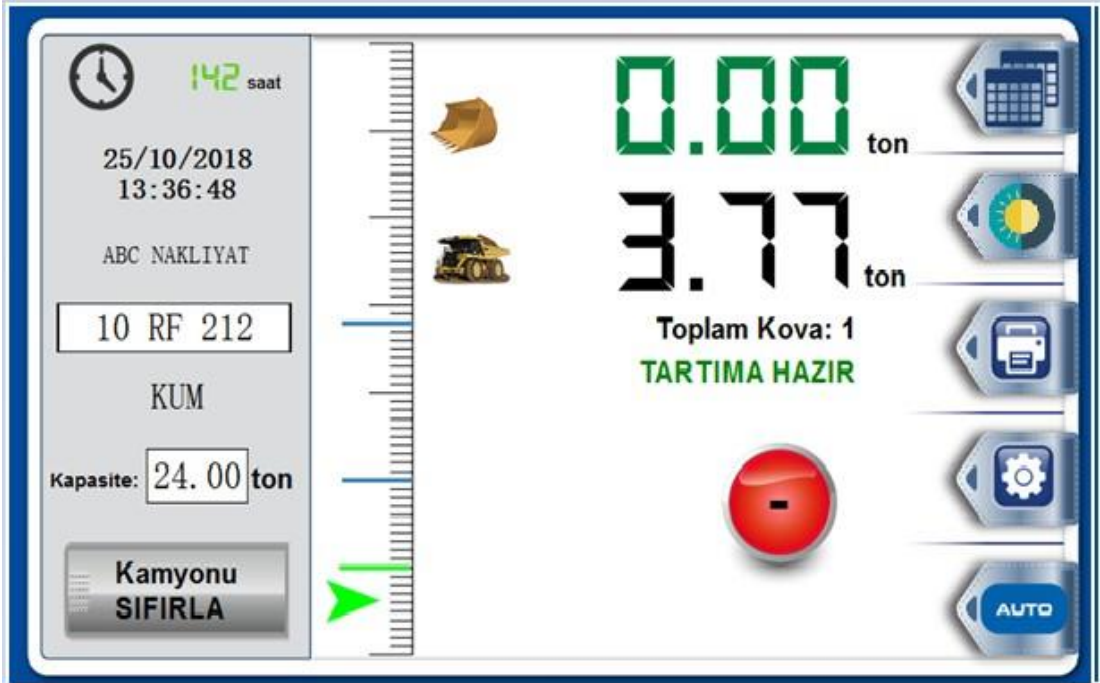 142 saat
25/10/2018
13:36:48
ABC NAKLIYAT
10 RF 212
KUM
Kapasite: 24.00 ton
Kamyonu
SIFIRLA
0.00 ton
3.77 ton
Toplam Kova: 1
TARTIMA HAZIR
-
AUTO